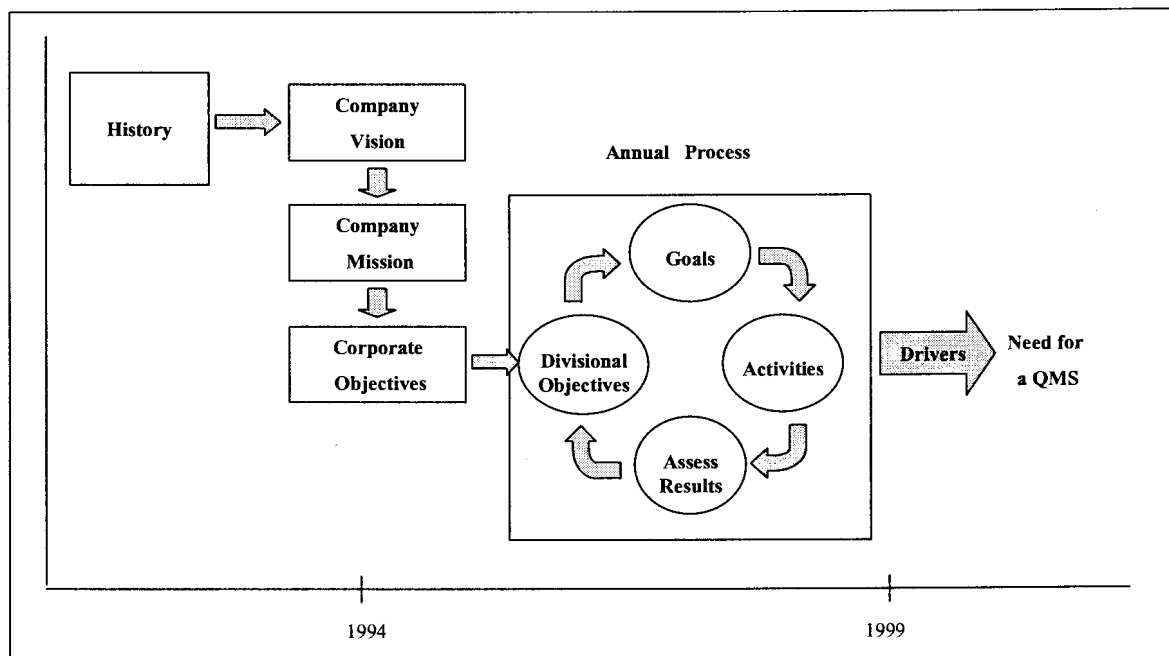 History
Company
Vision
Company
Mission
Corporate
Objectives
Annual Process
Goals
Divisional
Objectives
Activities
Assess
Results
Drivers
Need for
a QMS
1994
1999